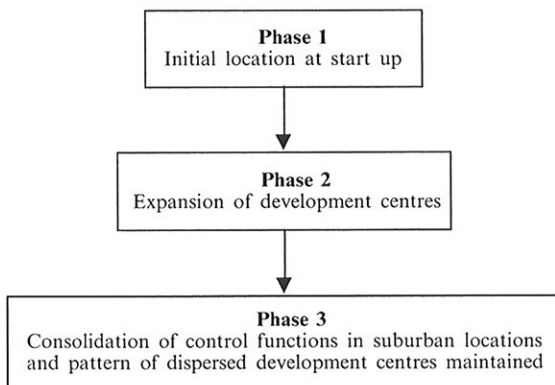 Phase 1
Initial location at start up
Phase 2
Expansion of development centres
Phase 3
Consolidation of control functions in suburban locations
and pattern of dispersed development centres maintained